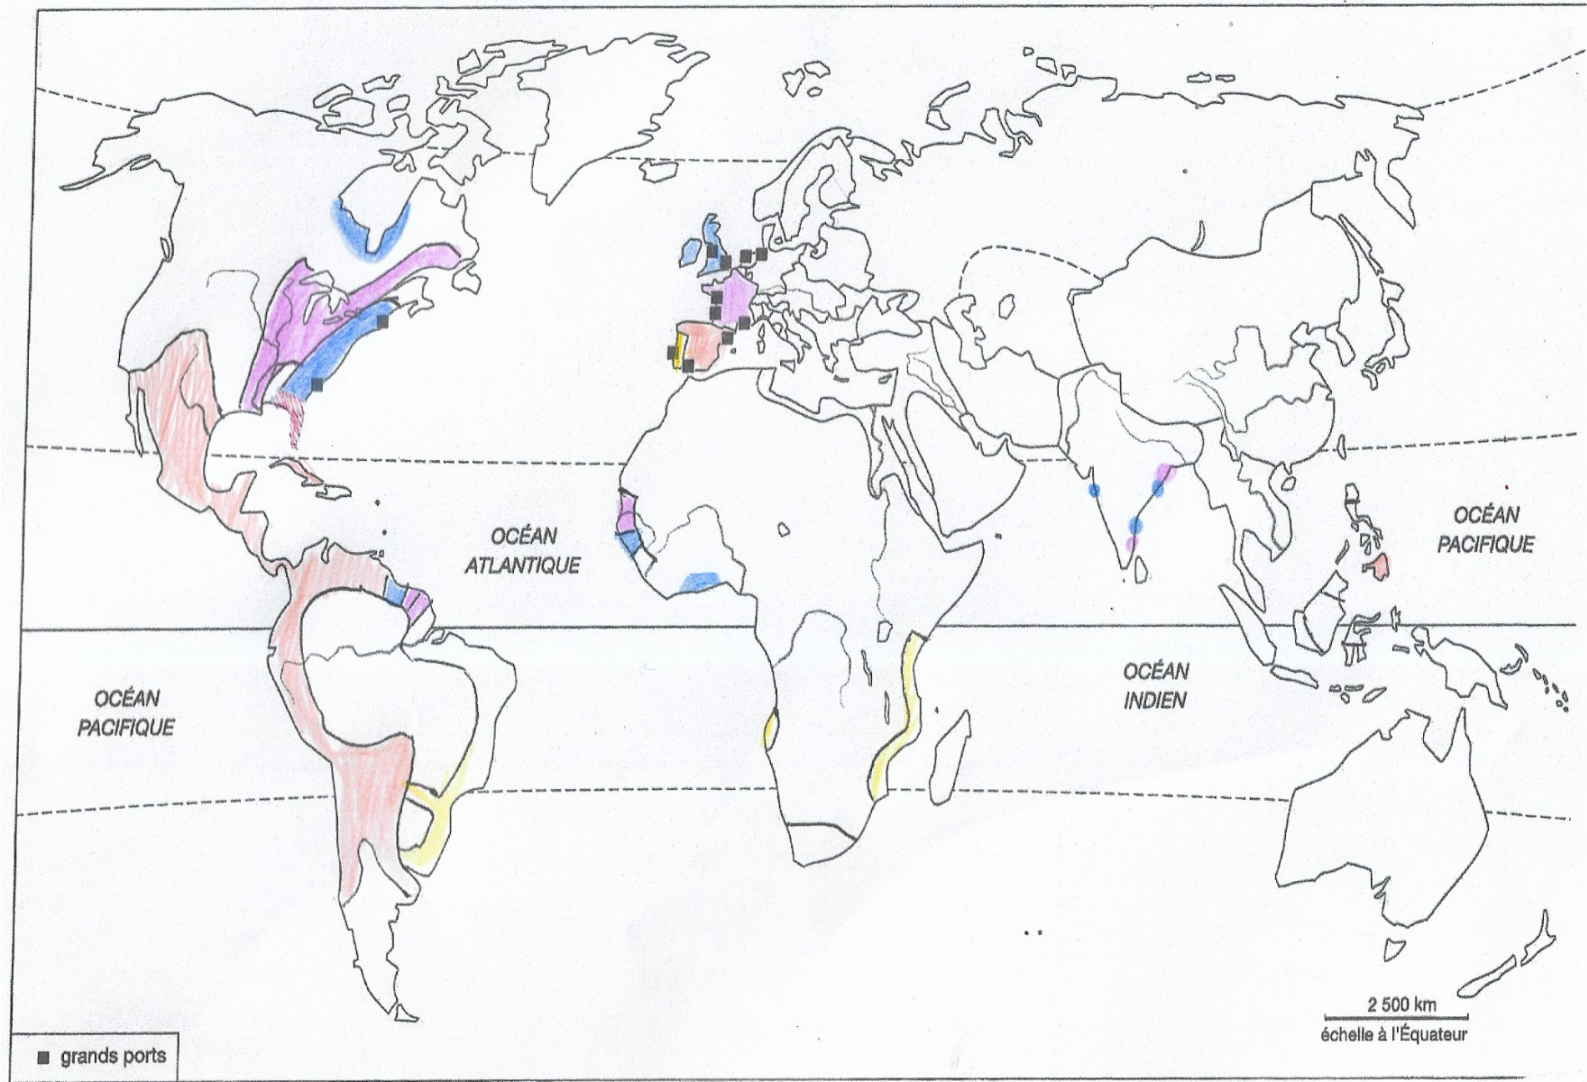 OCÉAN
ATLANTIQUE
OCÉAN
PACIFIQUE
OCÉAN
PACIFIQUE
OCÉAN
INDIEN
2 500 km
échelle à l'Équateur
grands ports